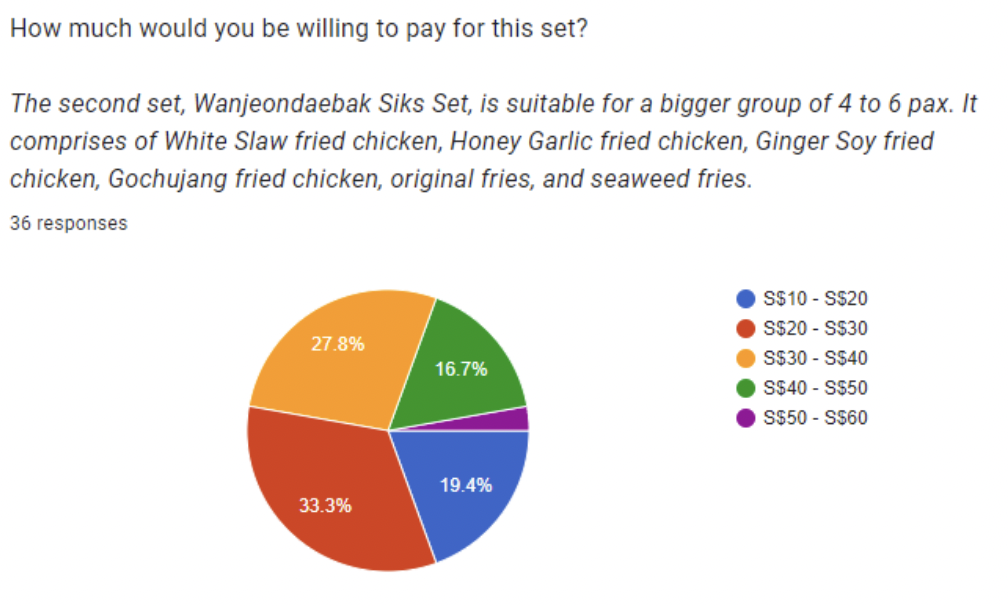 How much would you be willing to pay for this set?
The second set, Wanjeondaebak Siks Set, is suitable for a bigger group of 4 to 6 pax. It
comprises of White Slaw fried chicken, Honey Garlic fried chicken, Ginger Soy fried
chicken, Gochujang fried chicken, original fries, and seaweed fries.
36 responses
27.8%
16.7%
19.4%
33.3%
S$10 - S$20
S$20 - S$30
S$30 - S$40
S$40 - S$50
S$50 - S$60